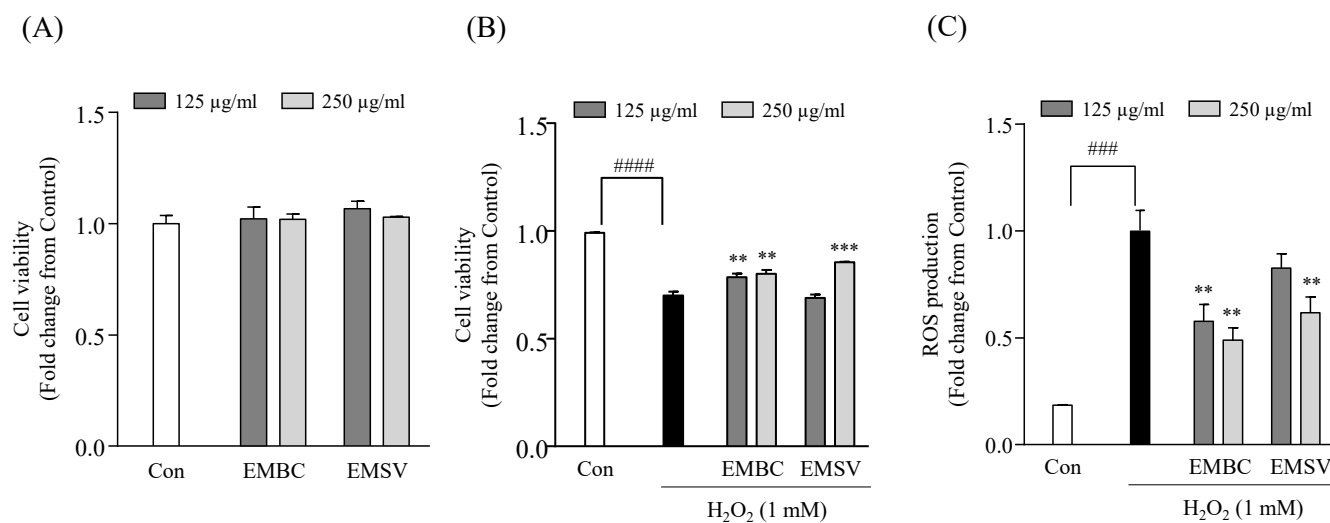 (A)
125 µg/ml 250 µg/ml
Cell viability
(Fold change from Control)
1.5
1.0
0.5
0.0
Con EMBC EMSV
(B)
125 µg/ml 250 µg/ml
Cell viability
(Fold change from Control)
1.5
1.0
0.5
0.0
####
** ** ***
Con EMBC EMSV
H₂O₂ (1 mM)
(C)
125 µg/ml 250 µg/ml
ROS production
(Fold change from Control)
1.5
1.0
0.5
0.0
###
** ** **
Con EMBC EMSV
H₂O₂ (1 mM)